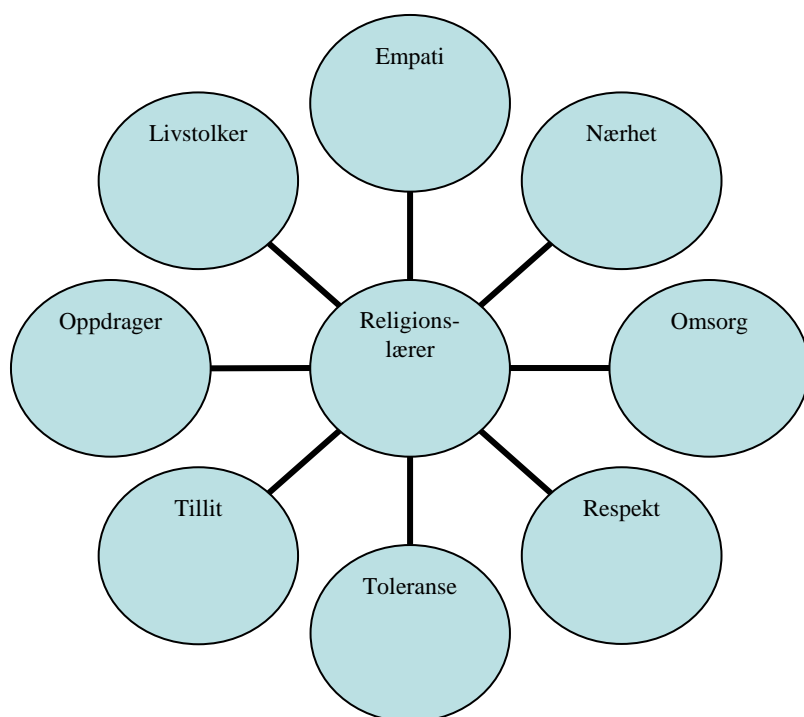 Empati
Livstolker
Nærhet
Oppdrager
Religions-
lærer
Omsorg
Tillit
Respekt
Toleranse